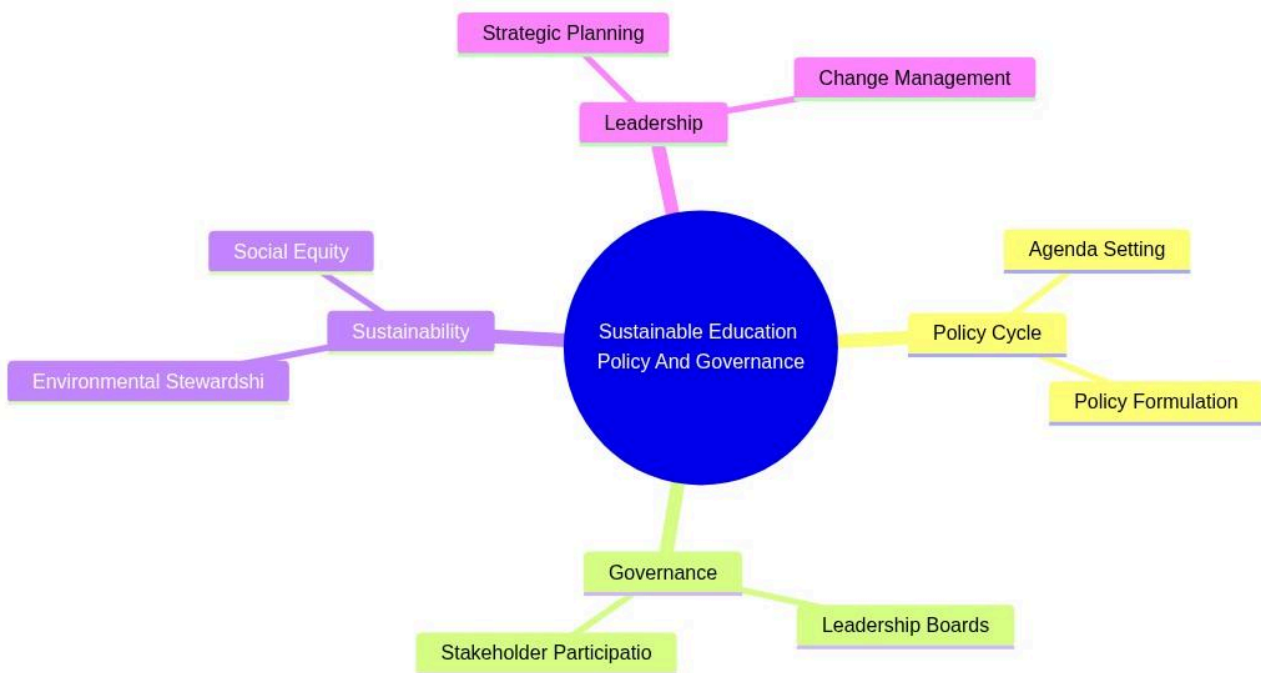 Strategic Planning
Change Management
Leadership
Social Equity
Agenda Setting
Sustainability
Sustainable Education
Policy And Governance
Policy Cycle
Environmental Stewardshi
Policy Formulation
Governance
Leadership Boards
Stakeholder Participatio